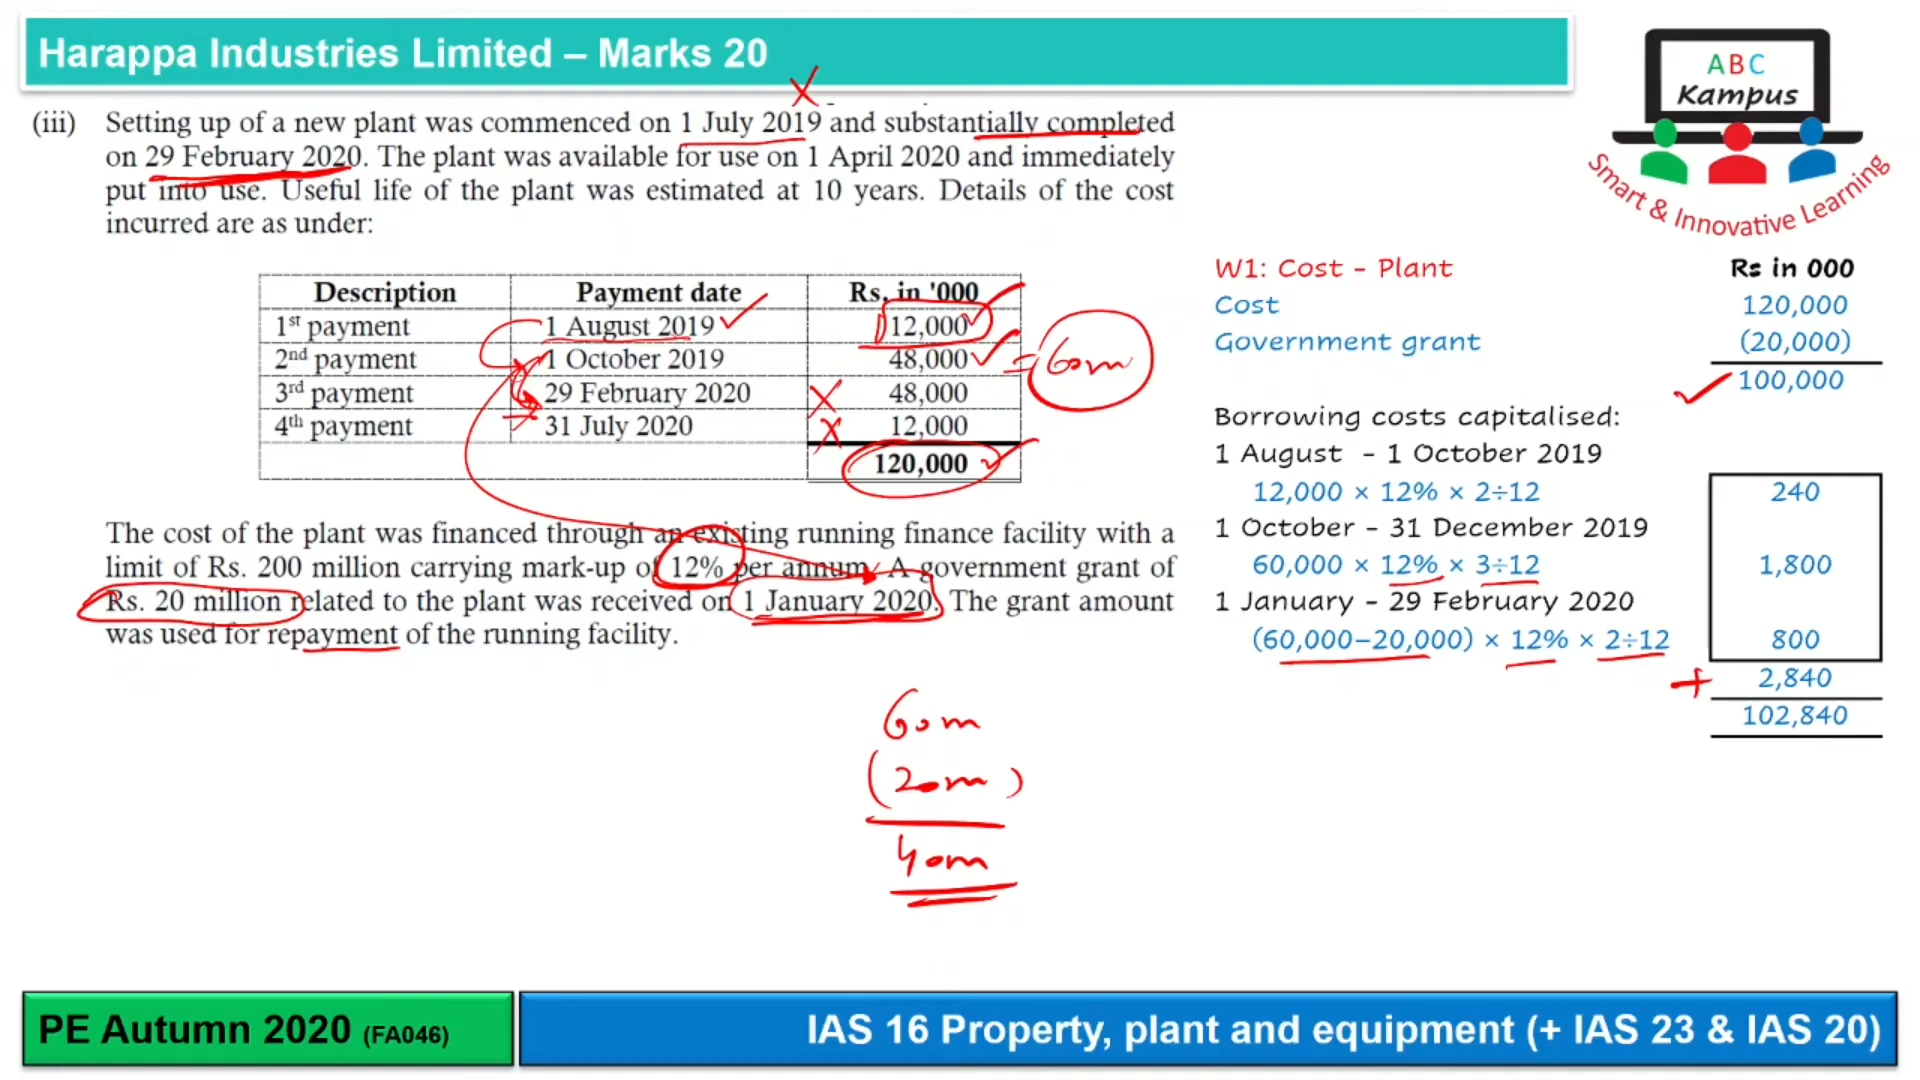 Harappa Industries Limited – Marks 20
ABC
Kampus
Smart & Innovative Learning
(iii) Setting up of a new plant was commenced on 1 July 2019 and substantially completed
on 29 February 2020. The plant was available for use on 1 April 2020 and immediately
put into use. Useful life of the plant was estimated at 10 years. Details of the cost
incurred are as under:
Description Payment date Rs. in '000
1st payment 1 August 2019 12,000
2nd payment 1 October 2019 48,000
3rd payment 29 February 2020 48,000
4th payment 31 July 2020 12,000
120,000
= 60m
The cost of the plant was financed through an existing running finance facility with a
limit of Rs. 200 million carrying mark-up of 12% per annum. A government grant of
Rs. 20 million related to the plant was received on 1 January 2020. The grant amount
was used for repayment of the running facility.
60m
(20m)
40m
W1: Cost - Plant Rs in 000
Cost 120,000
Government grant (20,000)
100,000
Borrowing costs capitalised:
1 August - 1 October 2019
12,000 × 12% × 2÷12 240
1 October - 31 December 2019
60,000 × 12% × 3÷12 1,800
1 January - 29 February 2020
(60,000–20,000) × 12% × 2÷12 800
+ 2,840
102,840
PE Autumn 2020 (FA046)
IAS 16 Property, plant and equipment (+ IAS 23 & IAS 20)